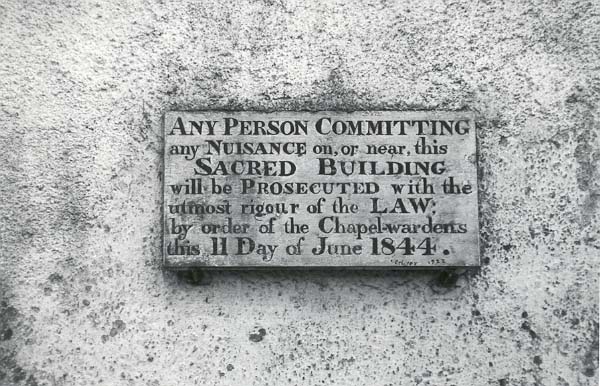 ANY PERSON COMMITTING
any NUISANCE on, or near, this
SACRED BUILDING
will be PROSECUTED with the
utmost rigour of the LAW;
by order of the Chapel-wardens
this 11 Day of June 1844.